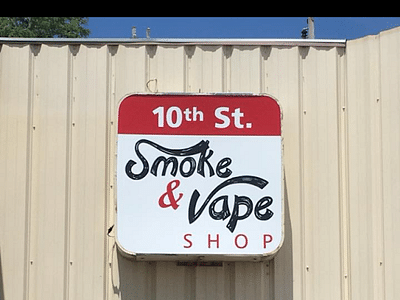 10th St.
Smoke
& Vape
SHOP